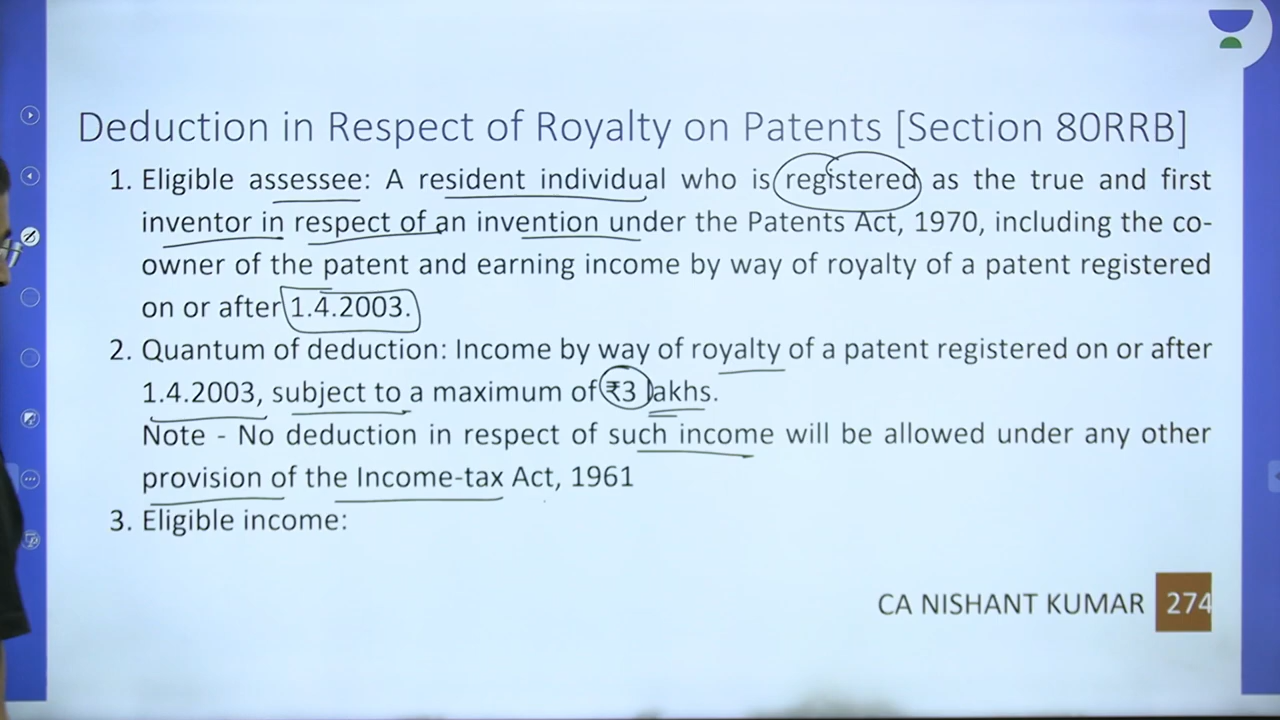 Deduction in Respect of Royalty on Patents [Section 80RRB]
1. Eligible assessee: A resident individual who is registered as the true and first
inventor in respect of an invention under the Patents Act, 1970, including the co-
owner of the patent and earning income by way of royalty of a patent registered
on or after 1.4.2003.
2. Quantum of deduction: Income by way of royalty of a patent registered on or after
1.4.2003, subject to a maximum of ₹3 lakhs.
Note - No deduction in respect of such income will be allowed under any other
provision of the Income-tax Act, 1961
3. Eligible income:
CA NISHANT KUMAR 274